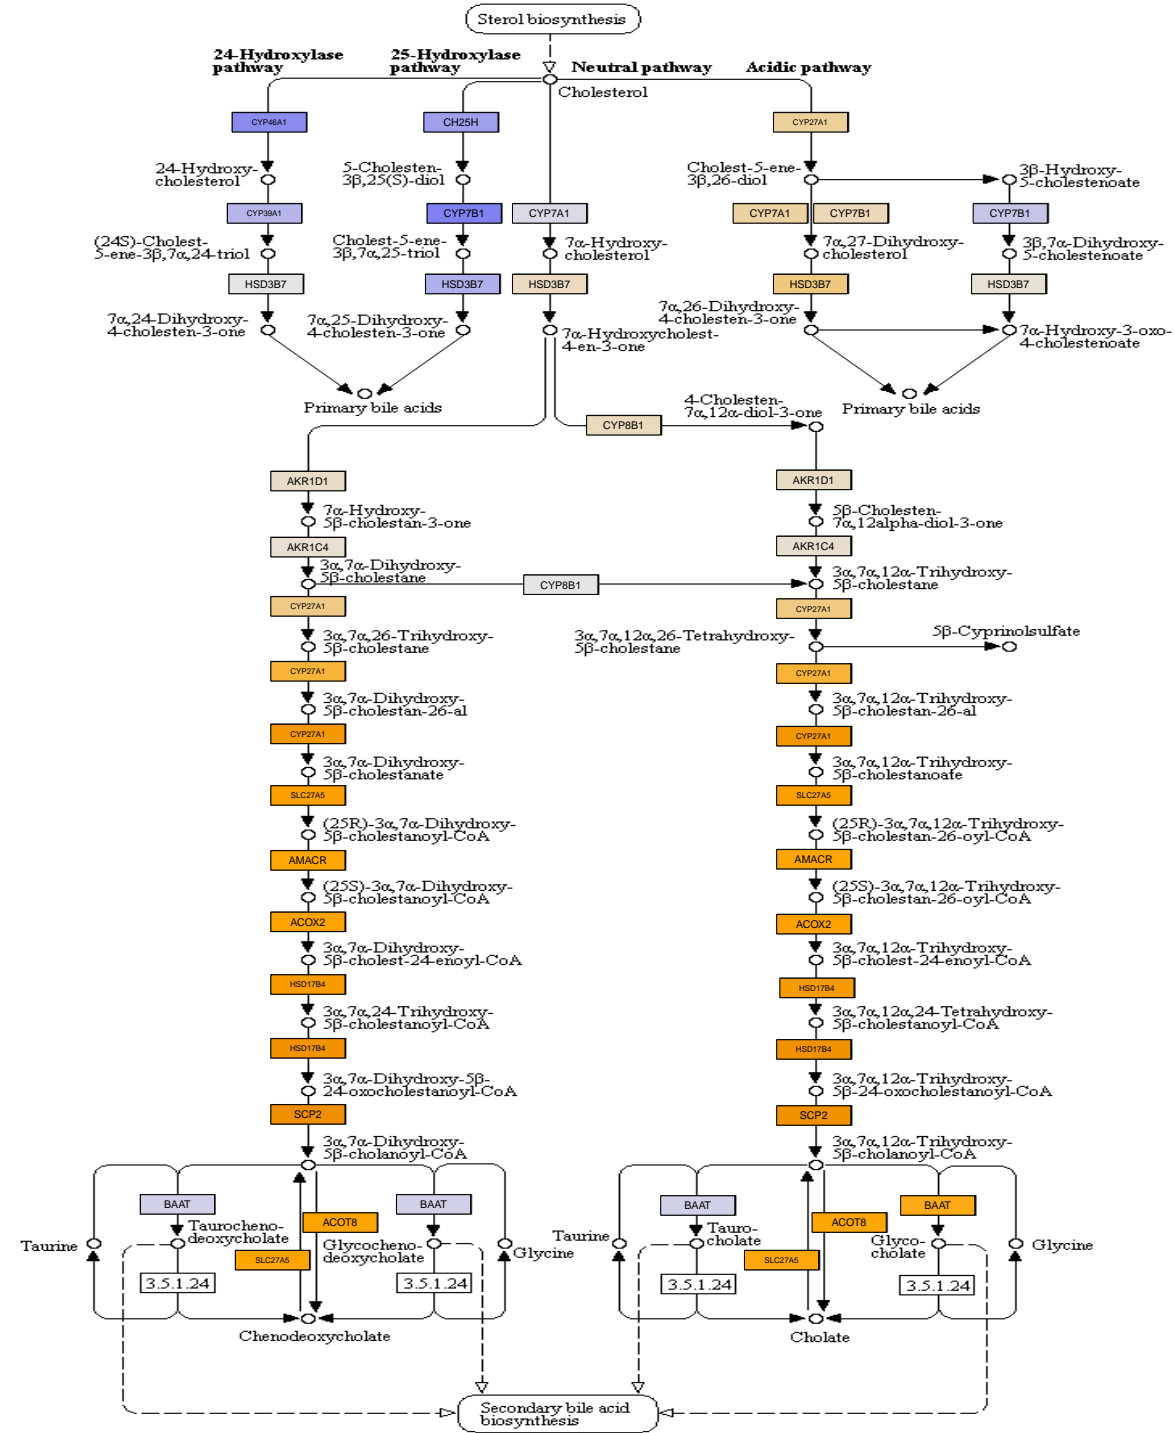 Sterol biosynthesis
24-Hydroxylase
pathway
25-Hydroxylase
pathway
Neutral pathway
Acidic pathway
Cholesterol
CYP46A1
CH25H
CYP27A1
24-Hydroxy-
cholesterol
5-Cholesten-
3β,25(S)-diol
Cholest-5-ene-
3β,26-diol
3β-Hydroxy-
5-cholestenoate
CYP39A1
CYP7B1
CYP7A1
CYP7A1
CYP7B1
CYP7B1
(24S)-Cholest-
5-ene-3β,7α,24-triol
Cholest-5-ene-
3β,7α,25-triol
7α-Hydroxy-
cholesterol
7α,27-Dihydroxy-
cholesterol
3β,7α-Dihydroxy-
5-cholestenoate
HSD3B7
HSD3B7
HSD3B7
HSD3B7
HSD3B7
7α,24-Dihydroxy-
4-cholesten-3-one
7α,25-Dihydroxy-
4-cholesten-3-one
7α-Hydroxycholest-
4-en-3-one
7α,26-Dihydroxy-
4-cholesten-3-one
7α-Hydroxy-3-oxo-
4-cholestenoate
Primary bile acids
Primary bile acids
4-Cholesten-
7α,12α-diol-3-one
CYP8B1
AKR1D1
AKR1D1
7α-Hydroxy-
5β-cholestan-3-one
5β-Cholesten-
7α,12alpha-diol-3-one
AKR1C4
AKR1C4
3α,7α-Dihydroxy-
5β-cholestane
CYP8B1
3α,7α,12α-Trihydroxy-
5β-cholestane
CYP27A1
CYP27A1
3α,7α,26-Trihydroxy-
5β-cholestane
3α,7α,12α,26-Tetrahydroxy-
5β-cholestane
5β-Cyprinolsulfate
CYP27A1
CYP27A1
3α,7α-Dihydroxy-
5β-cholestan-26-al
3α,7α,12α-Trihydroxy-
5β-cholestan-26-al
CYP27A1
CYP27A1
3α,7α-Dihydroxy-
5β-cholestanate
3α,7α,12α-Trihydroxy-
5β-cholestanoate
SLC27A5
SLC27A5
(25R)-3α,7α-Dihydroxy-
5β-cholestanoyl-CoA
(25R)-3α,7α,12α-Trihydroxy-
5β-cholestan-26-oyl-CoA
AMACR
AMACR
(25S)-3α,7α-Dihydroxy-
5β-cholestanoyl-CoA
(25S)-3α,7α,12α-Trihydroxy-
5β-cholestan-26-oyl-CoA
ACOX2
ACOX2
3α,7α-Dihydroxy-
5β-cholest-24-enoyl-CoA
3α,7α,12α-Trihydroxy-
5β-cholest-24-enoyl-CoA
HSD17B4
HSD17B4
3α,7α,24-Trihydroxy-
5β-cholestanoyl-CoA
3α,7α,12α,24-Tetrahydroxy-
5β-cholestanoyl-CoA
HSD17B4
HSD17B4
3α,7α-Dihydroxy-5β-
24-oxocholestanoyl-CoA
3α,7α,12α-Trihydroxy-
5β-24-oxocholestanoyl-CoA
SCP2
SCP2
3α,7α-Dihydroxy-
5β-cholanoyl-CoA
3α,7α,12α-Trihydroxy-
5β-cholanoyl-CoA
BAAT
BAAT
BAAT
BAAT
ACOT8
ACOT8
Taurine
Taurocheno-
deoxycholate
Glycocheno-
deoxycholate
Glycine
Taurine
Tauro-
cholate
Glyco-
cholate
Glycine
SLC27A5
SLC27A5
3.5.1.24
3.5.1.24
3.5.1.24
3.5.1.24
Chenodeoxycholate
Cholate
Secondary bile acid
biosynthesis